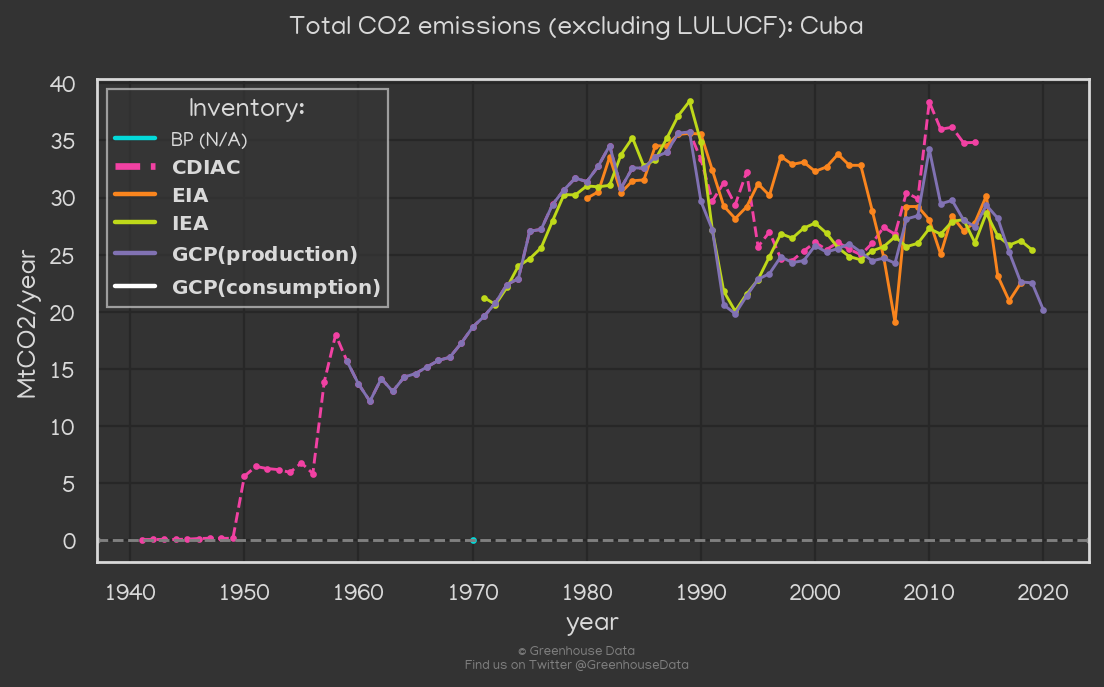 Total CO2 emissions (excluding LULUCF): Cuba
Inventory:
BP (N/A)
CDIAC
EIA
IEA
GCP(production)
GCP(consumption)
MtCO2/year
40
35
30
25
20
15
10
5
0
1940 1950 1960 1970 1980 1990 2000 2010 2020
year
© Greenhouse Data
Find us on Twitter @GreenhouseData